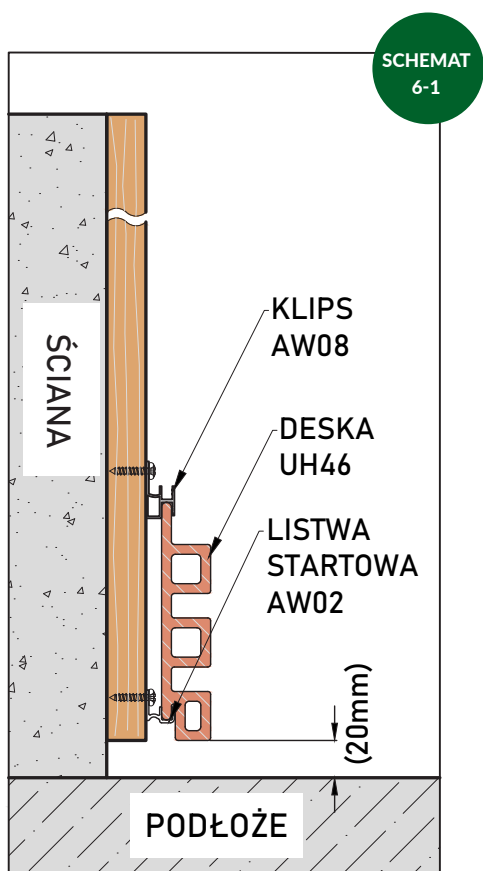 SCHEMAT
6-1
KLIPS
AW08
ŚCIANA
DESKA
UH46
LISTWA
STARTOWA
AW02
(20mm)
PODŁOŻE